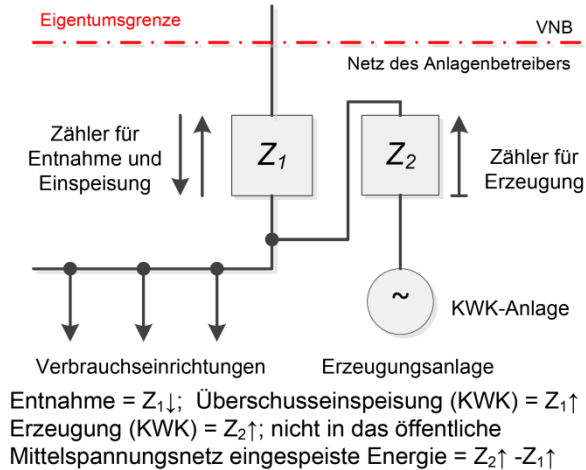 Eigentumsgrenze
VNB
Netz des Anlagenbetreibers
Zähler für
Entnahme und
Einspeisung
Z1
Z2
Zähler für
Erzeugung
~
KWK-Anlage
Verbrauchseinrichtungen
Erzeugungsanlage
Entnahme = Z1↓; Überschusseinspeisung (KWK) = Z1↑
Erzeugung (KWK) = Z2↑; nicht in das öffentliche
Mittelspannungsnetz eingespeiste Energie = Z2↑ -Z1↑